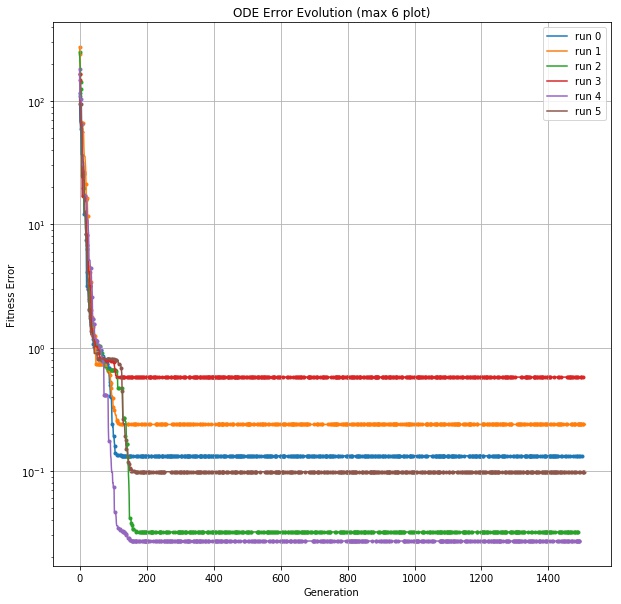 ODE Error Evolution (max 6 plot)
run 0
run 1
run 2
run 3
run 4
run 5
Fitness Error
10²
10¹
10⁰
10⁻¹
0 200 400 600 800 1000 1200 1400
Generation